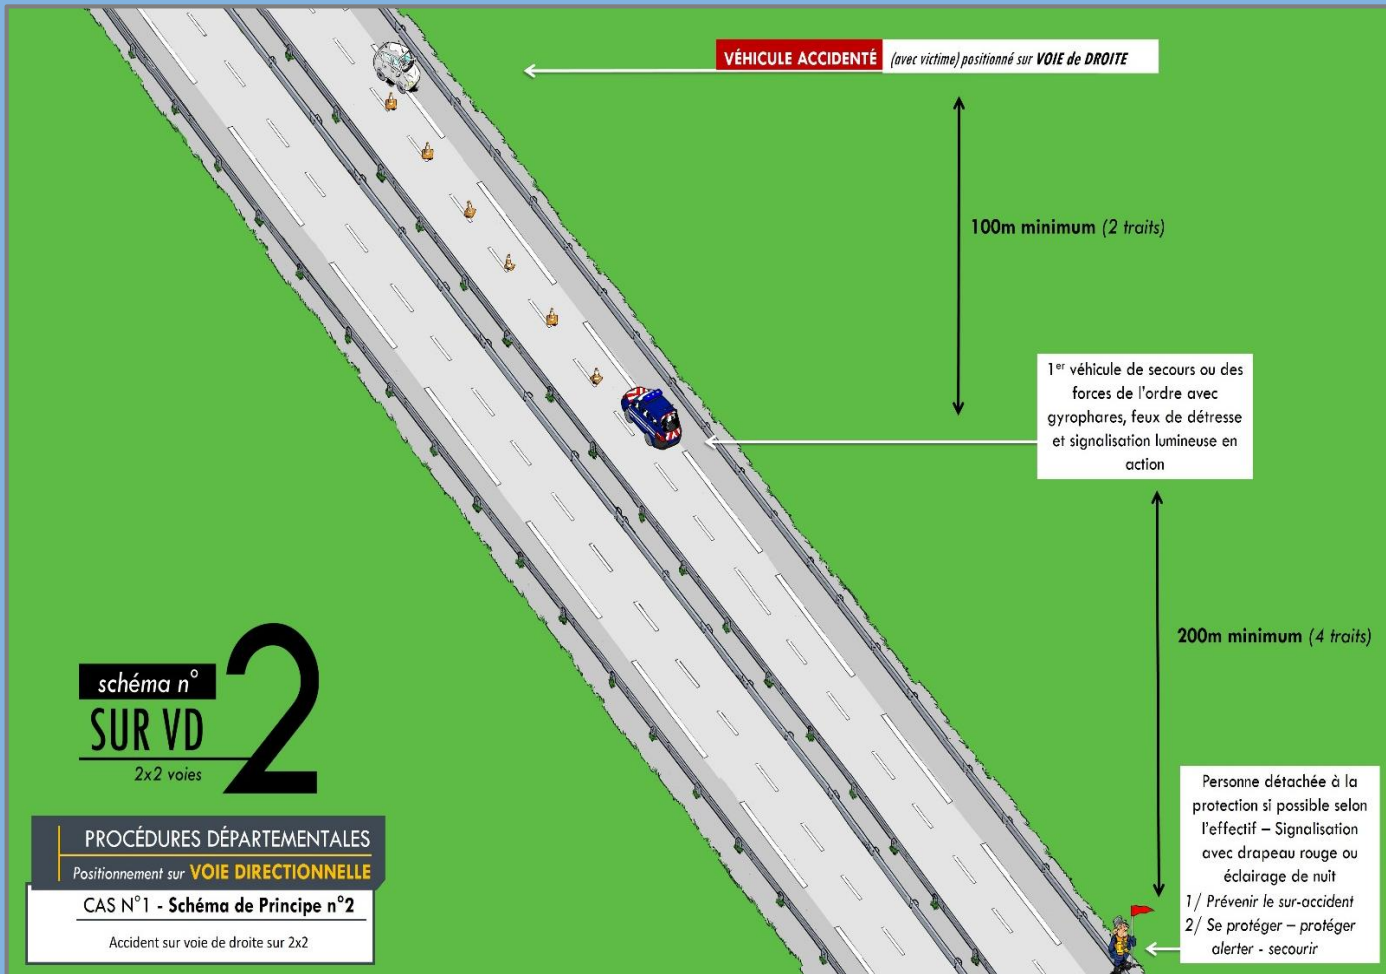 VÉHICULE ACCIDENTÉ (avec victime) positionné sur VOIE de DROITE
100m minimum (2 traits)
1er véhicule de secours ou des
forces de l'ordre avec
gyrophares, feux de détresse
et signalisation lumineuse en
action
200m minimum (4 traits)
Personne détachée à la
protection si possible selon
l'effectif – Signalisation
avec drapeau rouge ou
éclairage de nuit
1/ Prévenir le sur-accident
2/ Se protéger – protéger
alerter - secourir
schéma n° 2
SUR VD
2x2 voies
PROCÉDURES DÉPARTEMENTALES
Positionnement sur VOIE DIRECTIONNELLE
CAS N°1 - Schéma de Principe n°2
Accident sur voie de droite sur 2x2